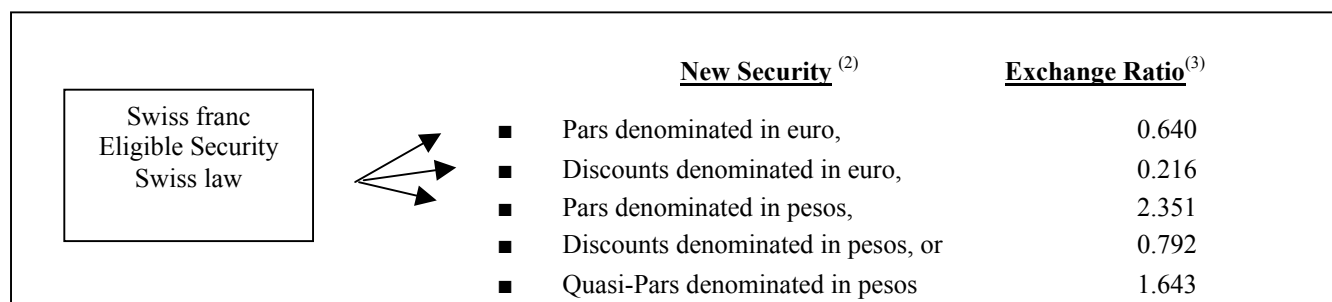 New Security (2) Exchange Ratio(3)
Swiss franc
Eligible Security
Swiss law
■ Pars denominated in euro, 0.640
■ Discounts denominated in euro, 0.216
■ Pars denominated in pesos, 2.351
■ Discounts denominated in pesos, or 0.792
■ Quasi-Pars denominated in pesos 1.643